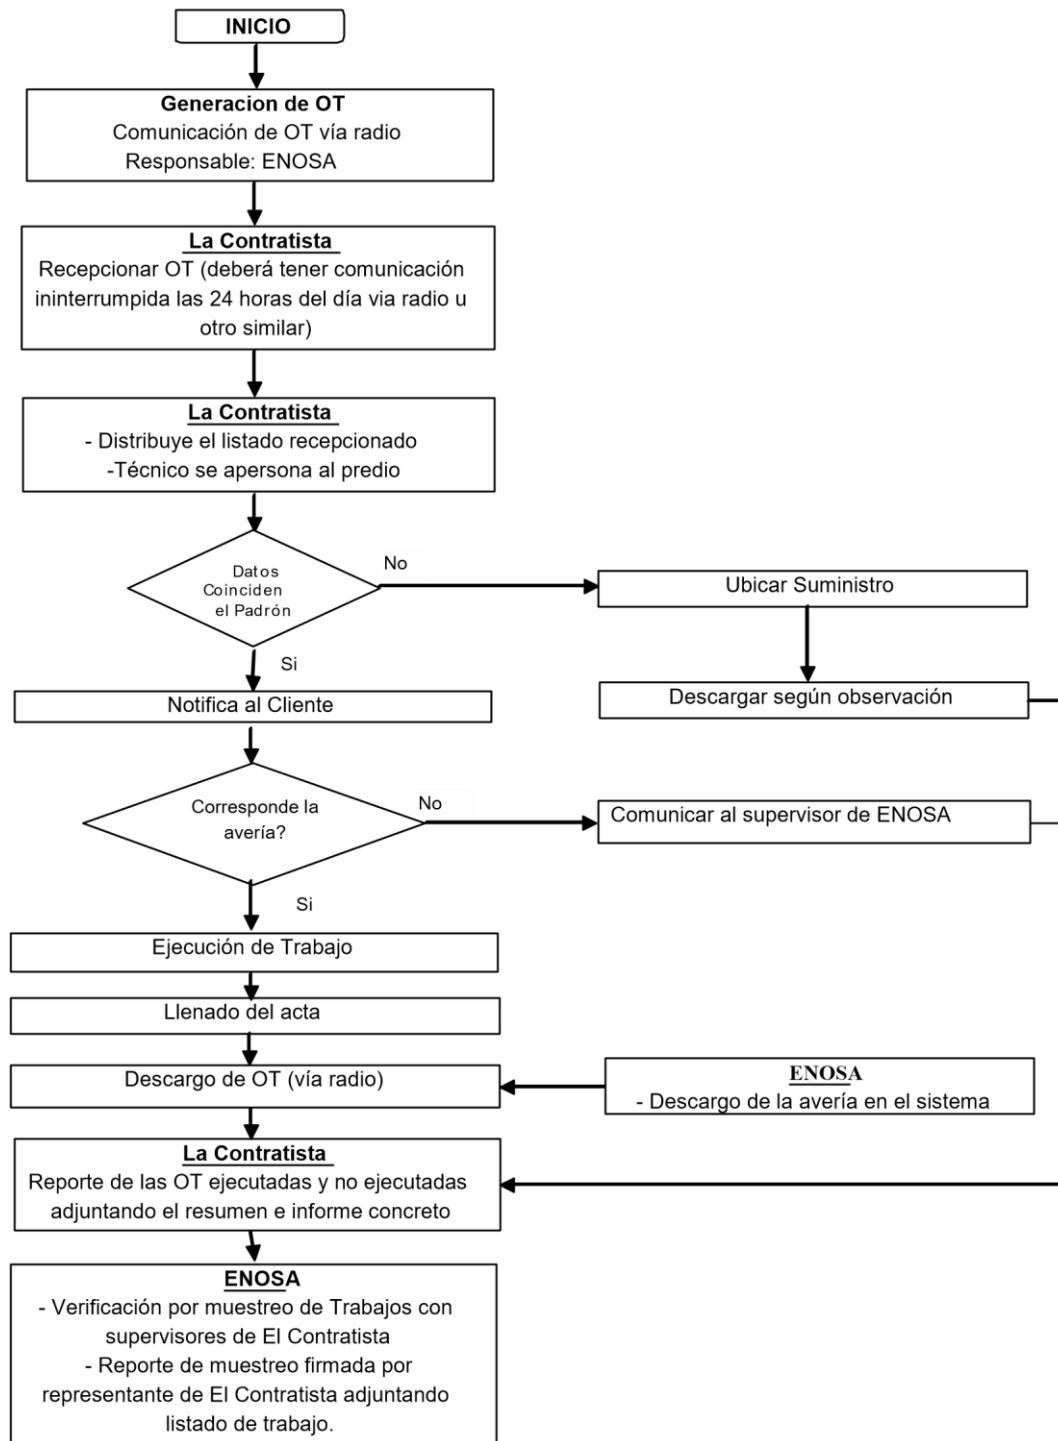 INICIO
Generacion de OT
Comunicación de OT vía radio
Responsable: ENOSA
La Contratista
Recepcionar OT (deberá tener comunicación
ininterrumpida las 24 horas del día via radio u
otro similar)
La Contratista
- Distribuye el listado recepcionado
-Técnico se apersona al predio
Datos
Coinciden
el Padrón
No
Ubicar Suministro
Si
Descargar según observación
Notifica al Cliente
Corresponde la
avería?
No
Comunicar al supervisor de ENOSA
Si
Ejecución de Trabajo
Llenado del acta
Descargo de OT (vía radio)
ENOSA
- Descargo de la avería en el sistema
La Contratista
Reporte de las OT ejecutadas y no ejecutadas
adjuntando el resumen e informe concreto
ENOSA
- Verificación por muestreo de Trabajos con
supervisores de El Contratista
- Reporte de muestreo firmada por
representante de El Contratista adjuntando
listado de trabajo.